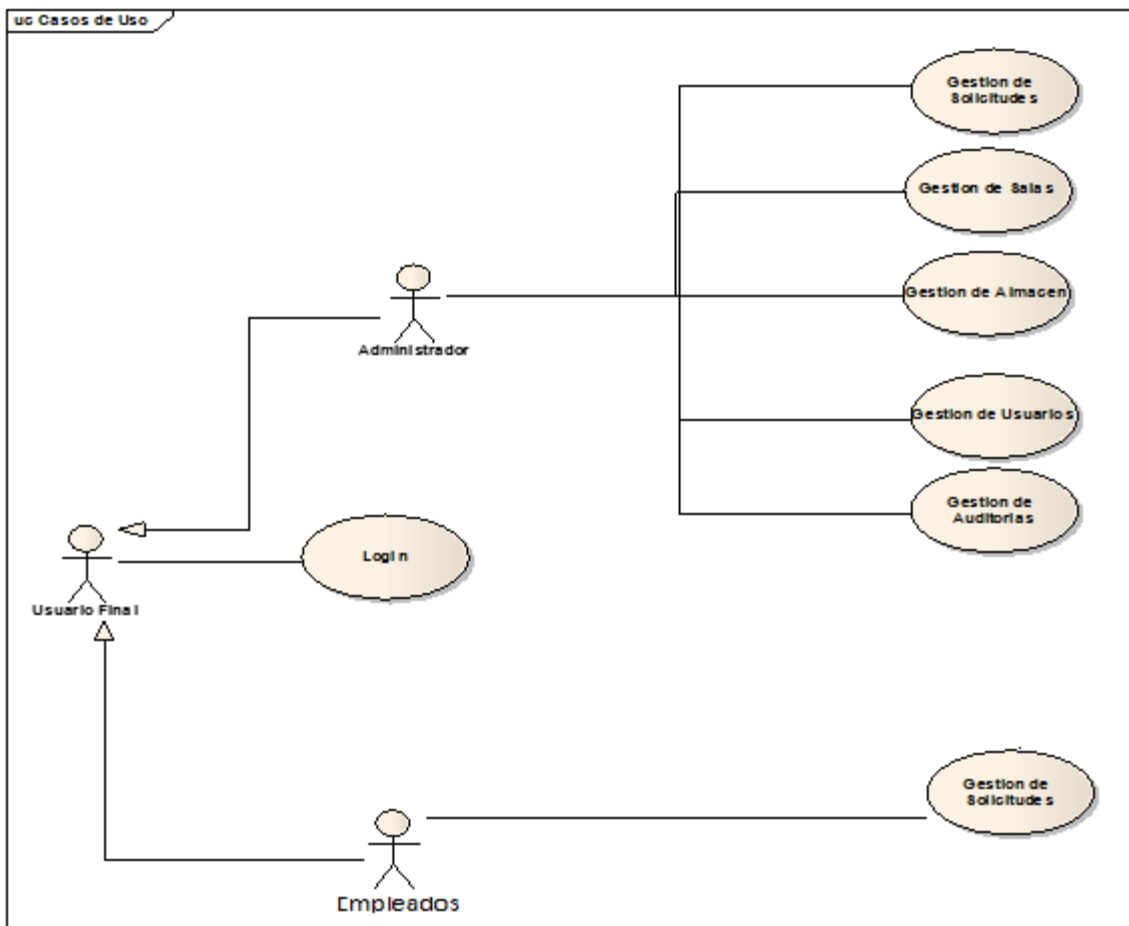 uc Casos de Uso
Gestion de
Solicitudes
Gestion de Salas
Gestion de Almacen
Administrador
Gestion de Usuarios
Gestion de
Auditorias
Login
Usuario Final
Gestion de
Solicitudes
Empleados